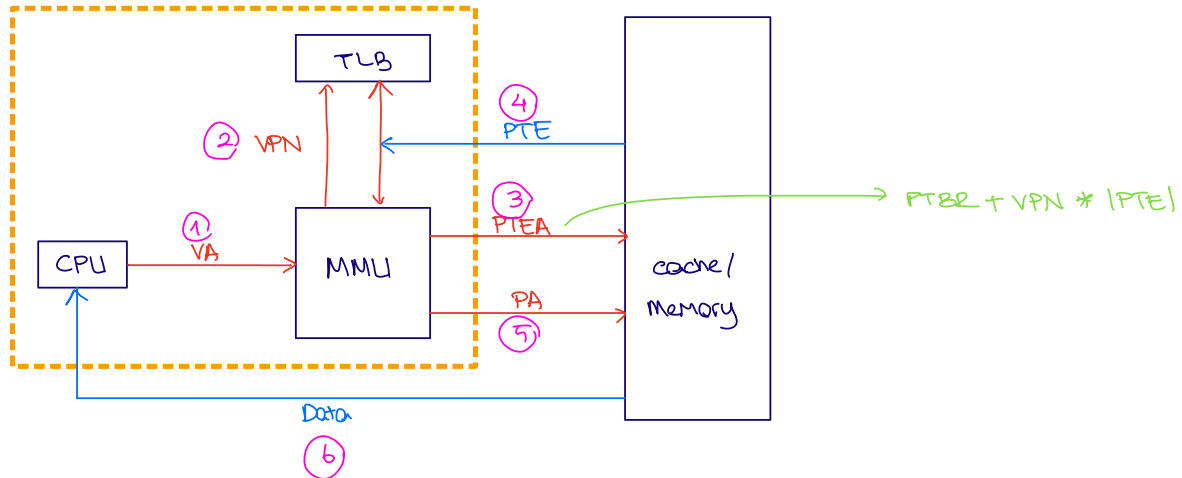 TLB
4
PTE
2 VPN
3
PTEA
PTBR + VPN * |PTE|
1
VA
CPU
MMU
cache/
Memory
PA
5
Data
6